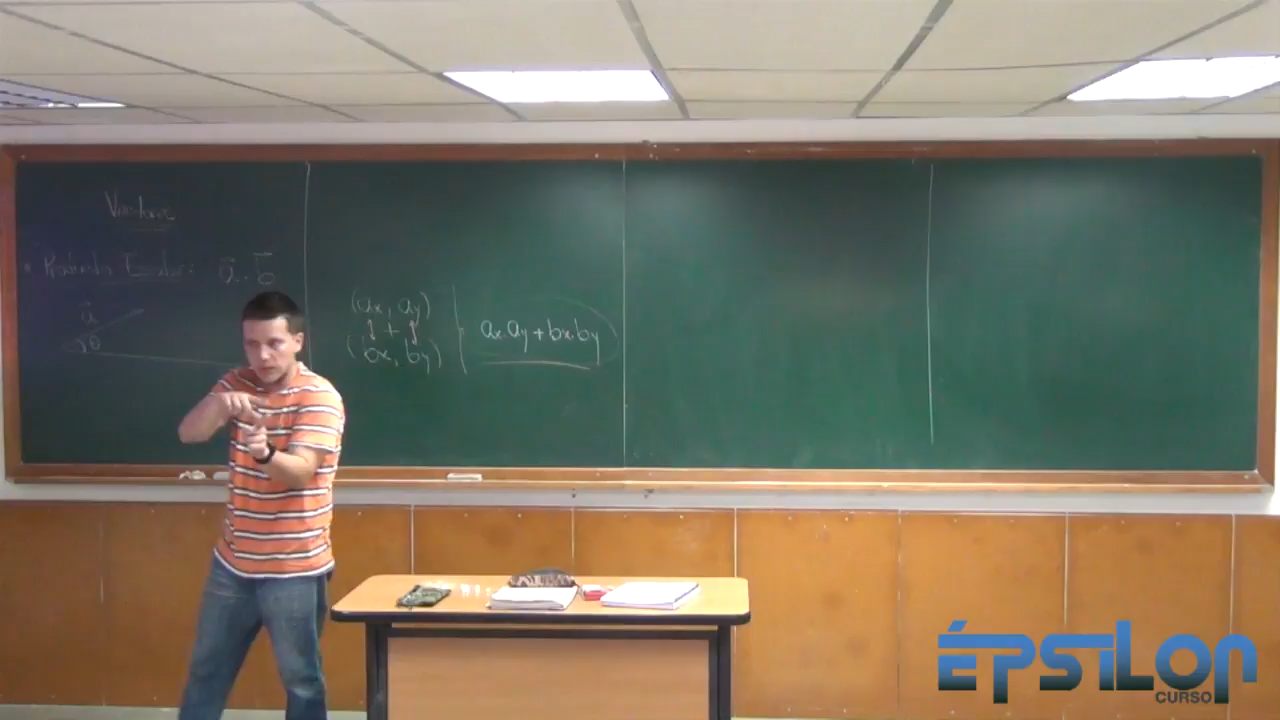 Vetores
Produto Escalar: a⃗ . b⃗
a⃗
θ
(ax, ay)
+
(bx, by)
ax.ay + bx.by
ÉPSILON
CURSO